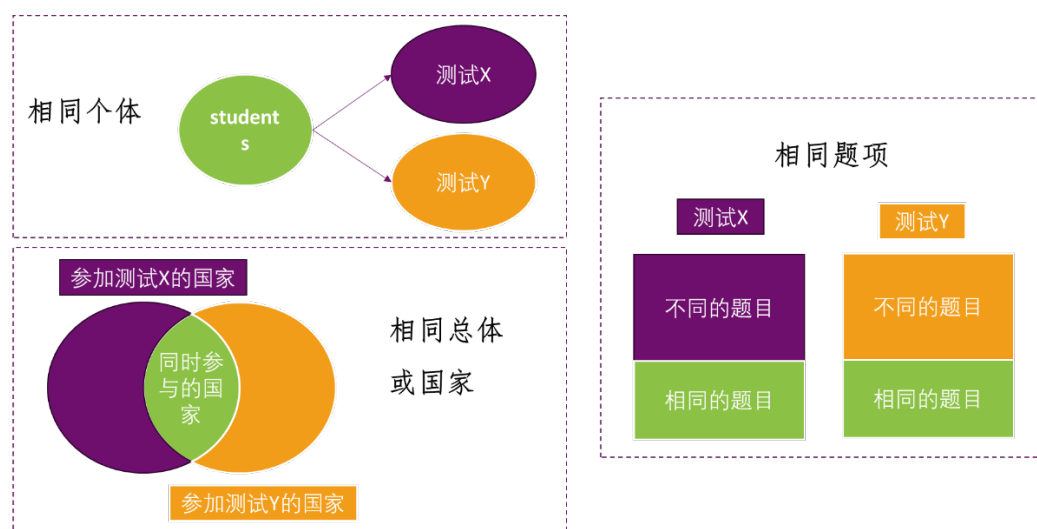 相同个体
student
s
测试X
测试Y
参加测试X的国家
同时参
与的国
家
参加测试Y的国家
相同总体
或国家
相同题项
测试X
测试Y
不同的题目
不同的题目
相同的题目
相同的题目